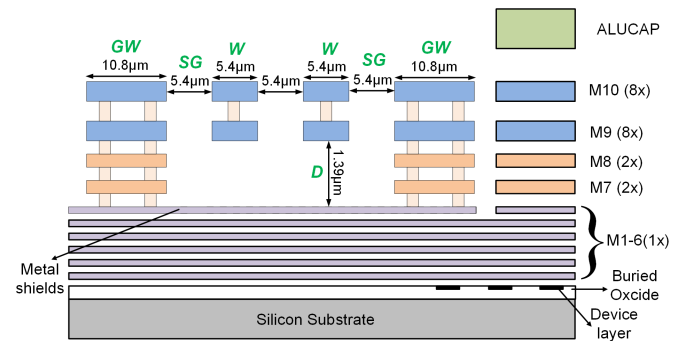 GW SG W W SG GW
10.8μm 5.4μm 5.4μm 5.4μm 5.4μm 5.4μm 10.8μm
ALUCAP
M10 (8x)
M9 (8x)
D 1.39μm
M8 (2x)
M7 (2x)
M1-6(1x)
Metal
shields
Buried
Oxcide
Device
layer
Silicon Substrate